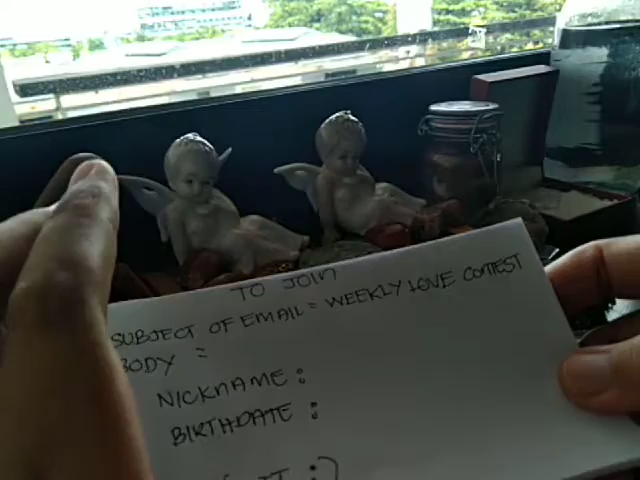 TO JOIN
SUBJECT OF EMAIL = WEEKLY LOVE CONTEST
BODY =
NICKNAME :
BIRTHDATE :
:)